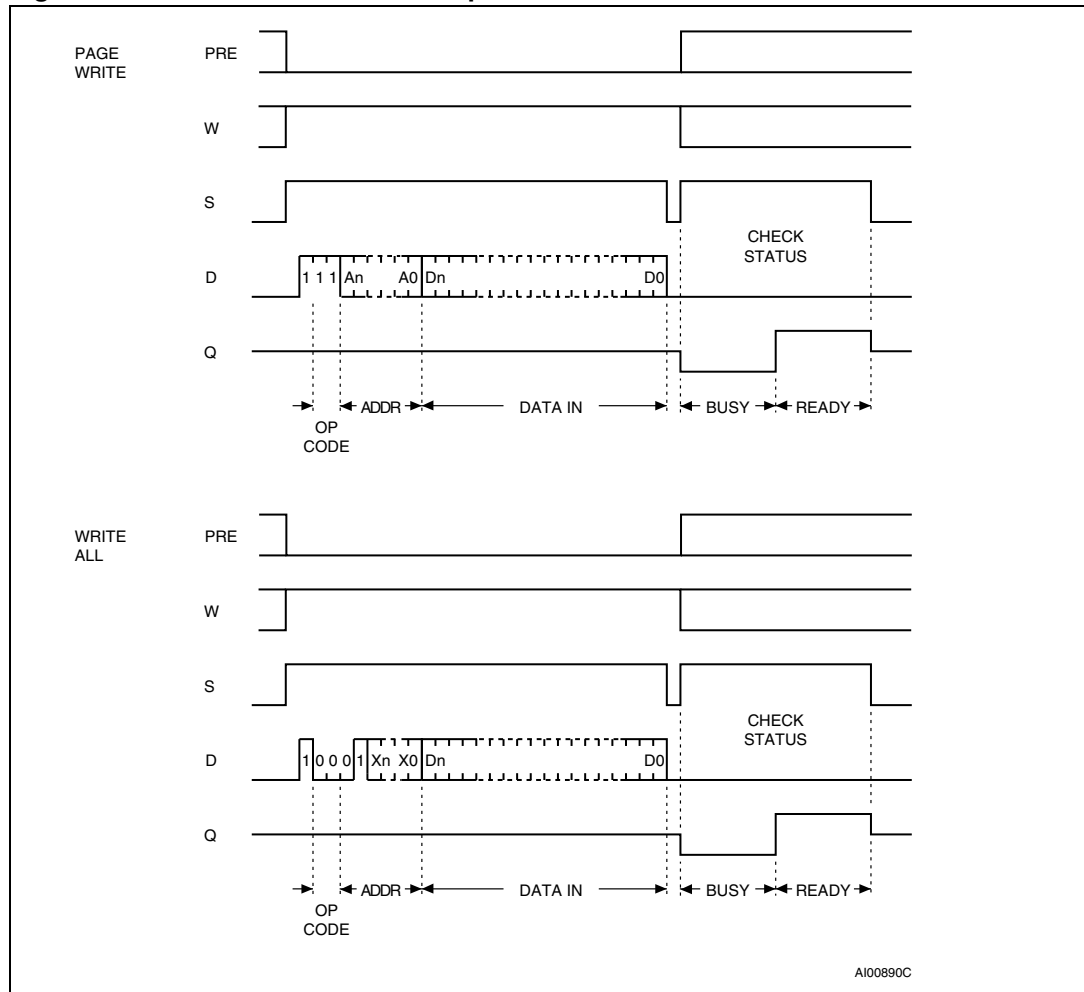 PAGE PRE
WRITE
W
S
CHECK
STATUS
D 1 1 1 An A0 Dn D0
Q
ADDR DATA IN BUSY READY
OP
CODE
WRITE PRE
ALL
W
S
CHECK
STATUS
D 1 0 0 0 1 Xn X0 Dn D0
Q
ADDR DATA IN BUSY READY
OP
CODE
AI00890C